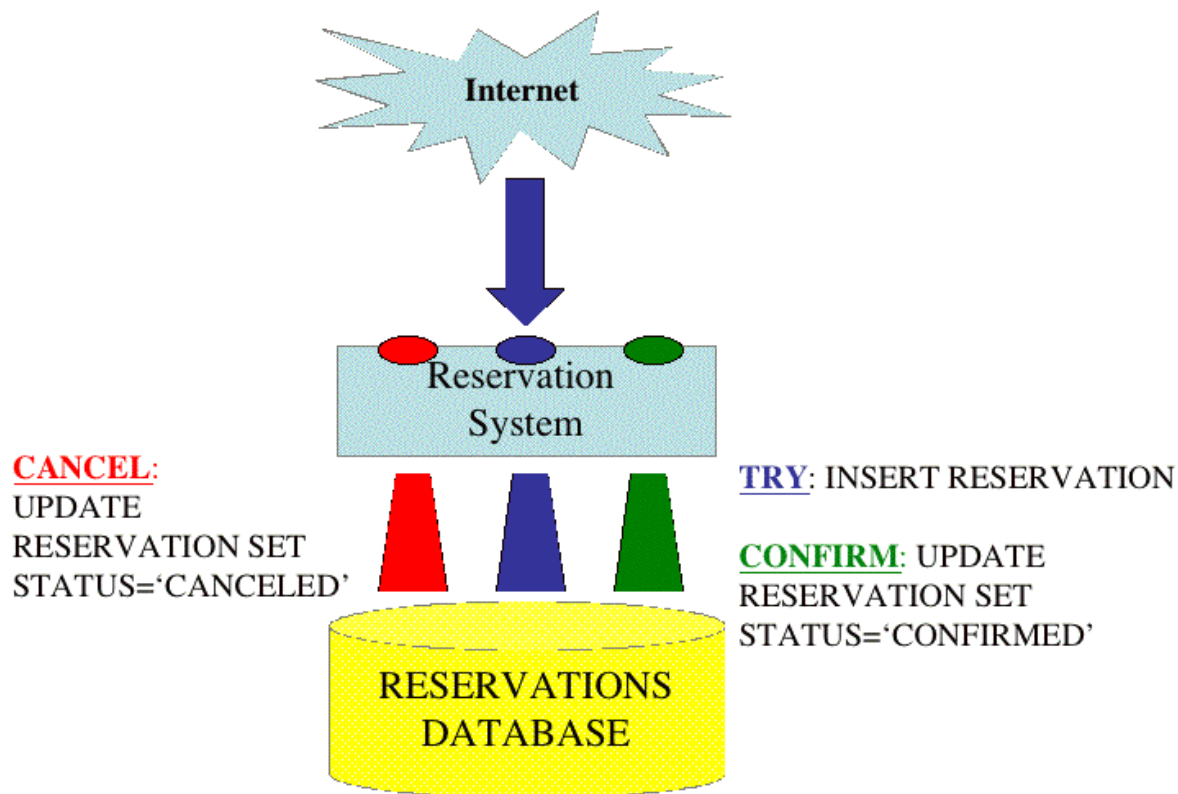 Internet
Reservation
System
CANCEL:
UPDATE
RESERVATION SET
STATUS=‘CANCELED’
TRY: INSERT RESERVATION
CONFIRM: UPDATE
RESERVATION SET
STATUS=‘CONFIRMED’
RESERVATIONS
DATABASE